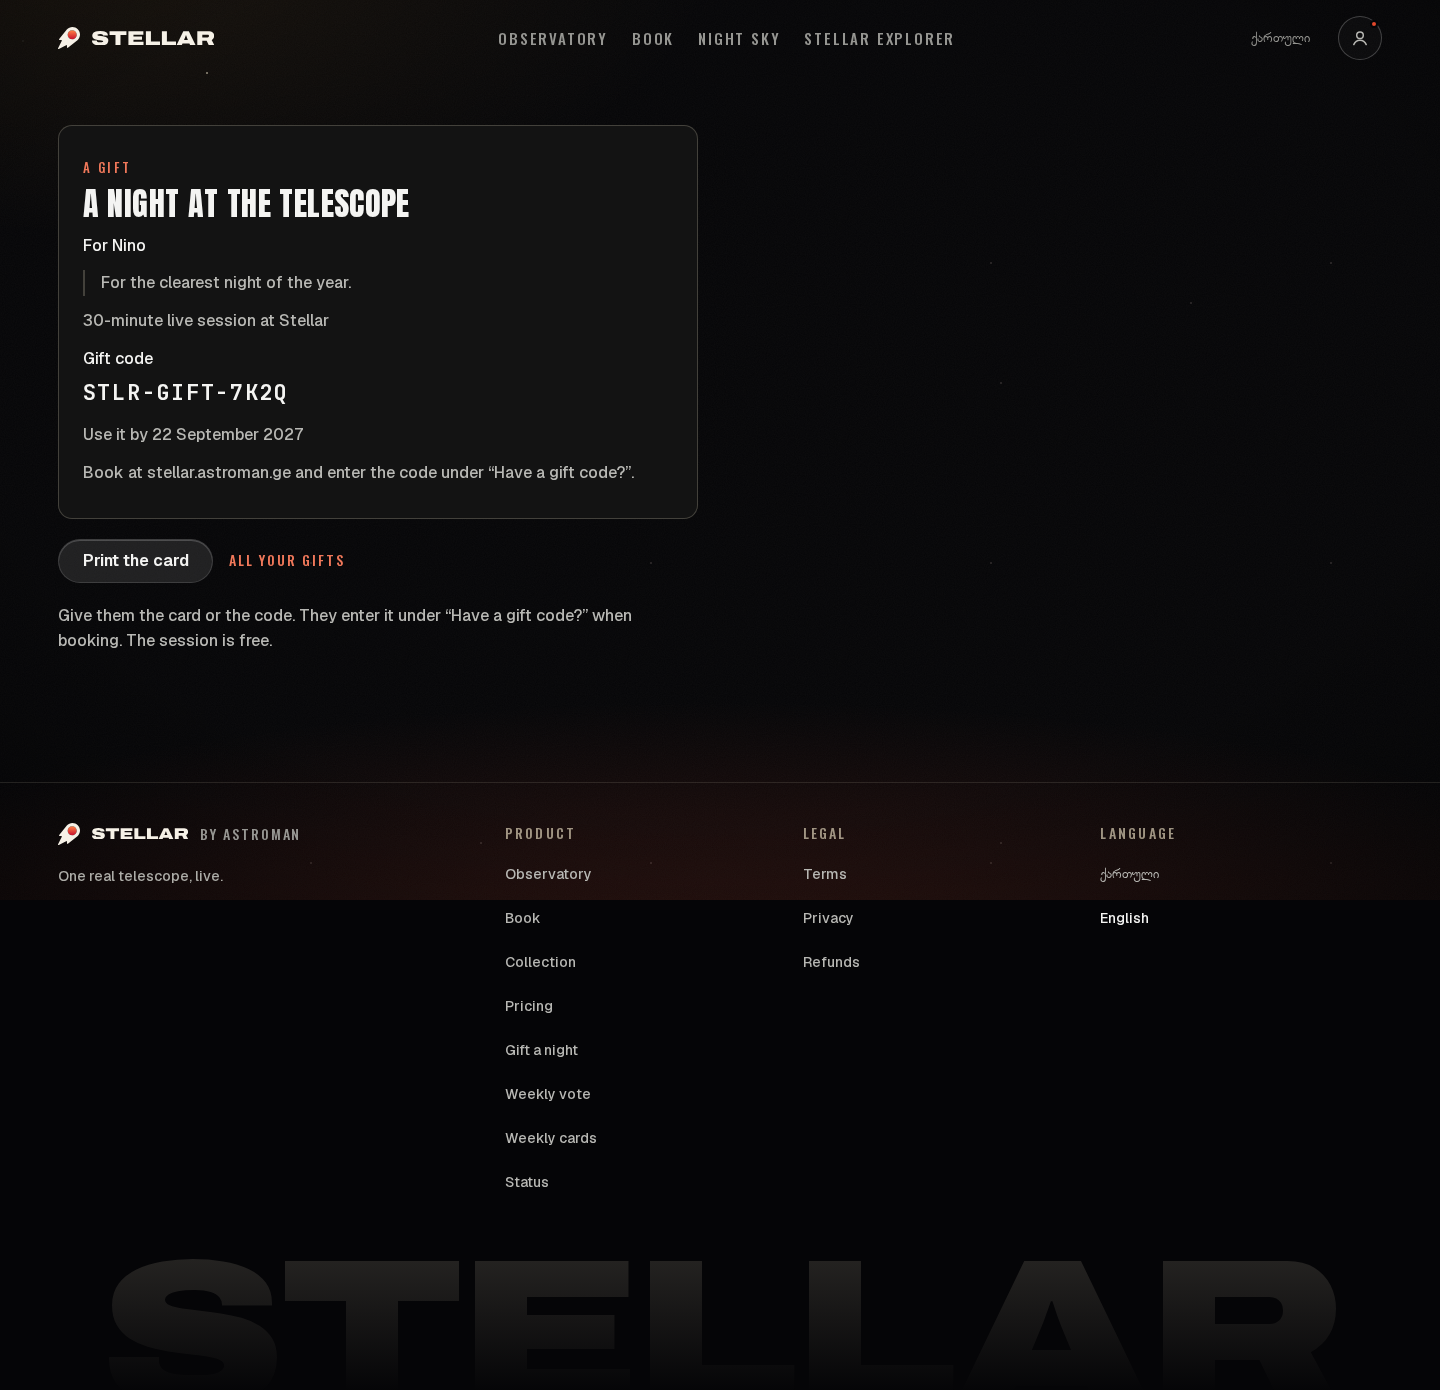 STELLAR
OBSERVATORY BOOK NIGHT SKY STELLAR EXPLORER
ქართული
A GIFT
A NIGHT AT THE TELESCOPE
For Nino
For the clearest night of the year.
30-minute live session at Stellar
Gift code
STLR-GIFT-7K2Q
Use it by 22 September 2027
Book at stellar.astroman.ge and enter the code under “Have a gift code?”.
Print the card
ALL YOUR GIFTS
Give them the card or the code. They enter it under “Have a gift code?” when
booking. The session is free.
STELLAR BY ASTROMAN
One real telescope, live.
PRODUCT
Observatory
Book
Collection
Pricing
Gift a night
Weekly vote
Weekly cards
Status
LEGAL
Terms
Privacy
Refunds
LANGUAGE
ქართული
English
STELLAR